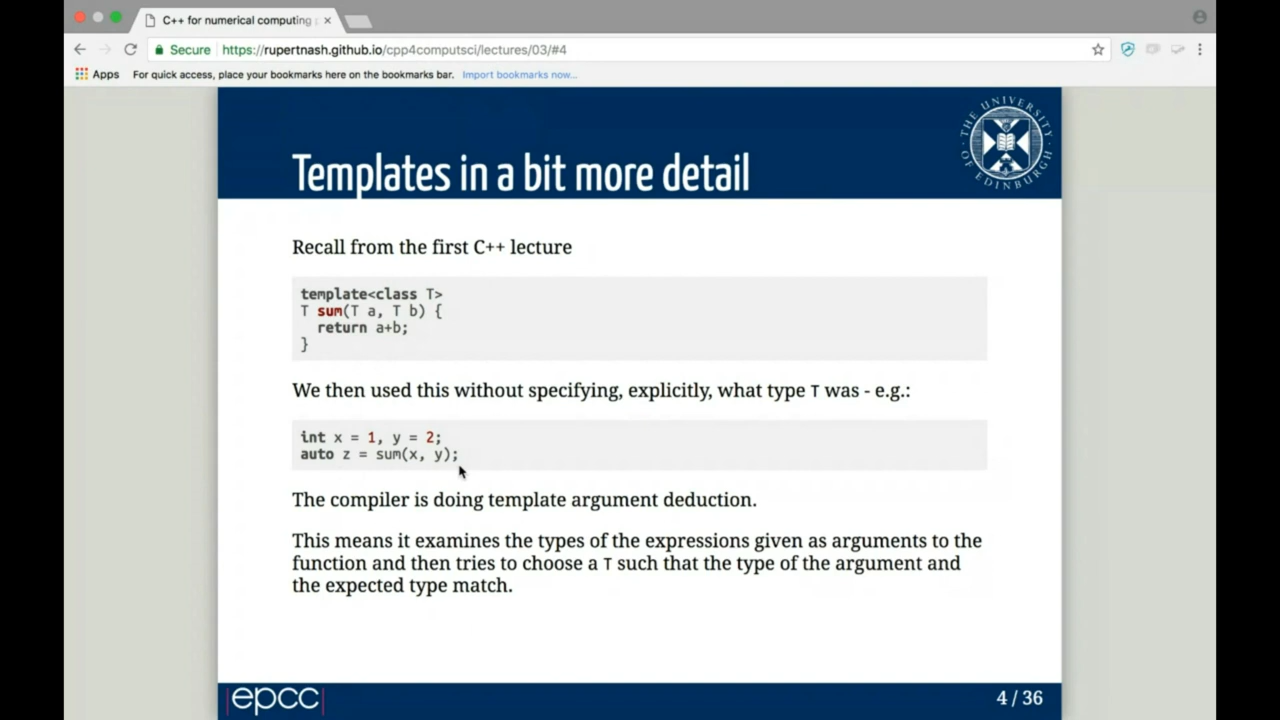 C++ for numerical computing
Secure https://rupertnash.github.io/cpp4computsci/lectures/03/#4
Apps For quick access, place your bookmarks here on the bookmarks bar. Import bookmarks now...
THE UNIVERSITY OF EDINBURGH
Templates in a bit more detail
Recall from the first C++ lecture
template<class T>
T sum(T a, T b) {
return a+b;
}
We then used this without specifying, explicitly, what type T was - e.g.:
int x = 1, y = 2;
auto z = sum(x, y);
The compiler is doing template argument deduction.
This means it examines the types of the expressions given as arguments to the
function and then tries to choose a T such that the type of the argument and
the expected type match.
epcc
4 / 36